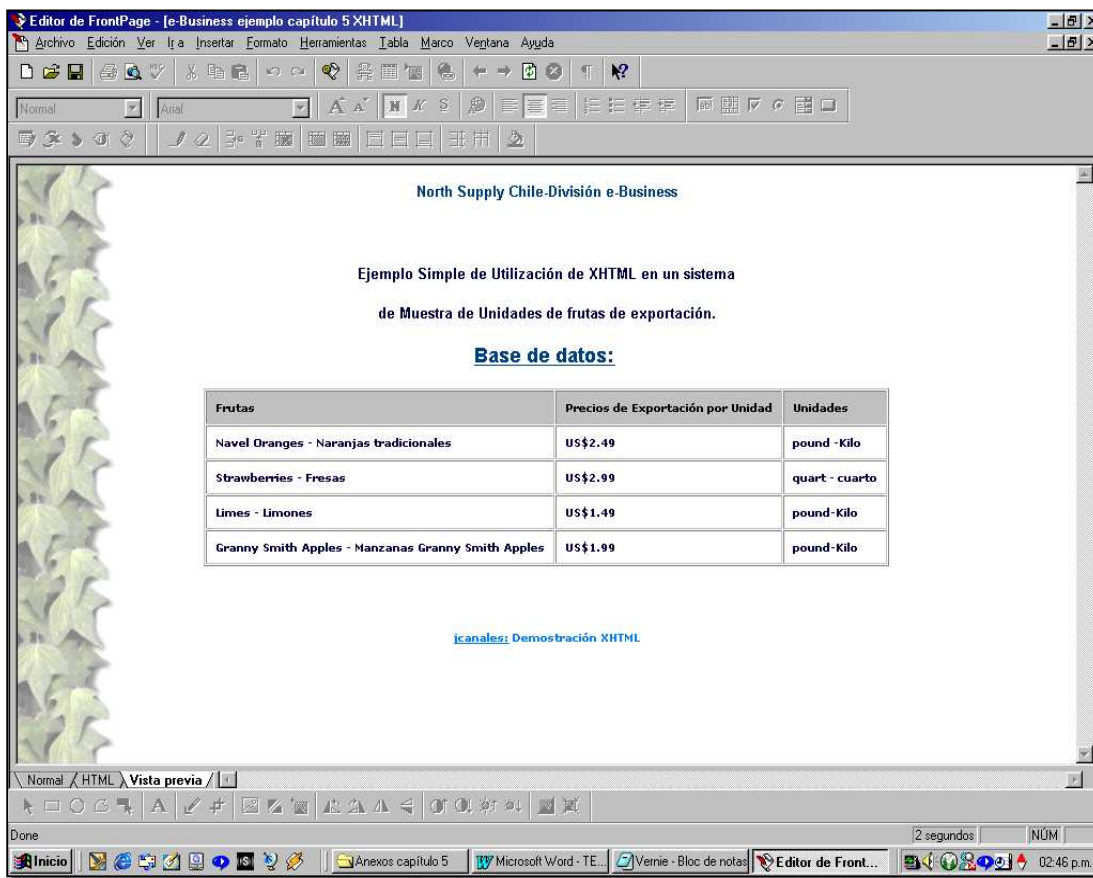 Editor de FrontPage - [e-Business ejemplo capítulo 5 XHTML]
Archivo Edición Ver Ir a Insertar Formato Herramientas Tabla Marco Ventana Ayuda
Normal Arial A A N K S
North Supply Chile-División e-Business
Ejemplo Simple de Utilización de XHTML en un sistema
de Muestra de Unidades de frutas de exportación.
Base de datos:
Frutas Precios de Exportación por Unidad Unidades
Navel Oranges - Naranjas tradicionales US$2.49 pound -Kilo
Strawberries - Fresas US$2.99 quart - cuarto
Limes - Limones US$1.49 pound-Kilo
Granny Smith Apples - Manzanas Granny Smith Apples US$1.99 pound-Kilo
jcanales: Demostración XHTML
Normal HTML Vista previa
Done 2 segundos NÚM
Inicio Anexos capítulo 5 Microsoft Word - TE... Vernie - Bloc de notas Editor de Front... 02:46 p.m.